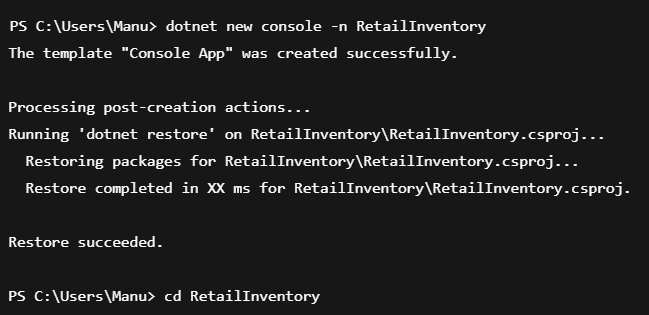 PS C:\Users\Manu> dotnet new console -n RetailInventory
The template "Console App" was created successfully.
Processing post-creation actions...
Running 'dotnet restore' on RetailInventory\RetailInventory.csproj...
Restoring packages for RetailInventory\RetailInventory.csproj...
Restore completed in XX ms for RetailInventory\RetailInventory.csproj.
Restore succeeded.
PS C:\Users\Manu> cd RetailInventory